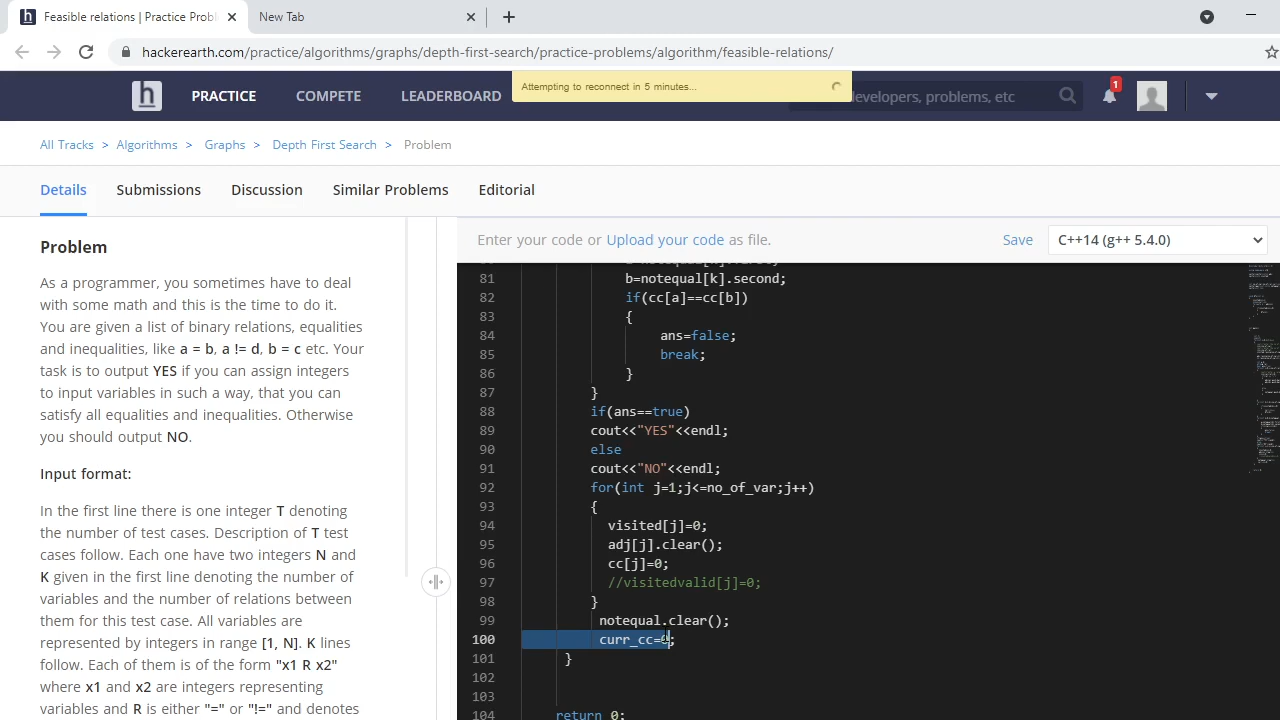 Feasible relations | Practice Probl
New Tab
hackerearth.com/practice/algorithms/graphs/depth-first-search/practice-problems/algorithm/feasible-relations/
h
PRACTICE
COMPETE
LEADERBOARD
Attempting to reconnect in 5 minutes...
developers, problems, etc
1
All Tracks > Algorithms > Graphs > Depth First Search > Problem
Details
Submissions
Discussion
Similar Problems
Editorial
Problem
As a programmer, you sometimes have to deal
with some math and this is the time to do it.
You are given a list of binary relations, equalities
and inequalities, like a = b, a != d, b = c etc. Your
task is to output YES if you can assign integers
to input variables in such a way, that you can
satisfy all equalities and inequalities. Otherwise
you should output NO.
Input format:
In the first line there is one integer T denoting
the number of test cases. Description of T test
cases follow. Each one have two integers N and
K given in the first line denoting the number of
variables and the number of relations between
them for this test case. All variables are
represented by integers in range [1, N]. K lines
follow. Each of them is of the form "x1 R x2"
where x1 and x2 are integers representing
variables and R is either "=" or "!=" and denotes
Enter your code or Upload your code as file.
Save
C++14 (g++ 5.4.0)
81 b=notequal[k].second;
82 if(cc[a]==cc[b])
83 {
84 ans=false;
85 break;
86 }
87 }
88 if(ans==true)
89 cout<<"YES"<<endl;
90 else
91 cout<<"NO"<<endl;
92 for(int j=1;j<=no_of_var;j++)
93 {
94 visited[j]=0;
95 adj[j].clear();
96 cc[j]=0;
97 //visitedvalid[j]=0;
98 }
99 notequal.clear();
100 curr_cc=0;
101 }
102
103
104 return 0;